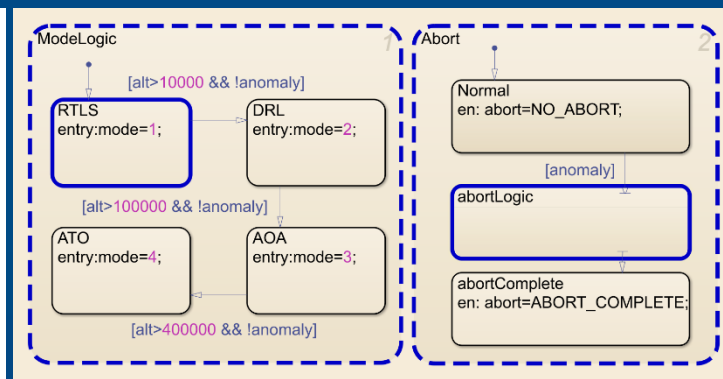 ModeLogic
1
[alt>10000 && !anomaly]
RTLS
entry:mode=1;
DRL
entry:mode=2;
[alt>100000 && !anomaly]
ATO
entry:mode=4;
AOA
entry:mode=3;
[alt>400000 && !anomaly]
Abort
2
Normal
en: abort=NO_ABORT;
[anomaly]
abortLogic
abortComplete
en: abort=ABORT_COMPLETE;